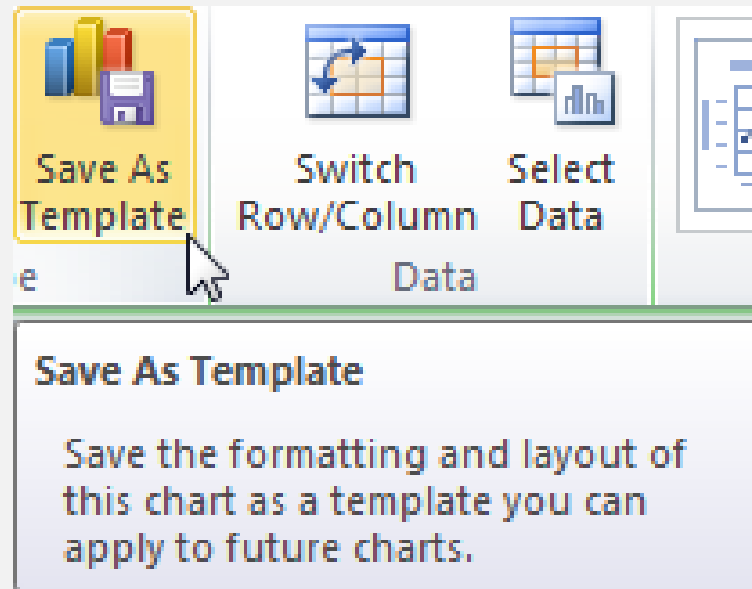 Save As
Template
Switch
Row/Column
Select
Data
e
Data
Save As Template
Save the formatting and layout of
this chart as a template you can
apply to future charts.